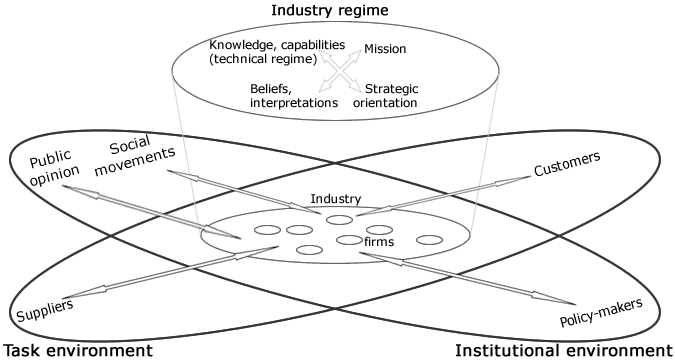 Industry regime
Knowledge, capabilities
(technical regime)
Mission
Beliefs,
interpretations
Strategic
orientation
Public
opinion
Social
movements
Customers
Industry
firms
Suppliers
Policy-makers
Task environment
Institutional environment